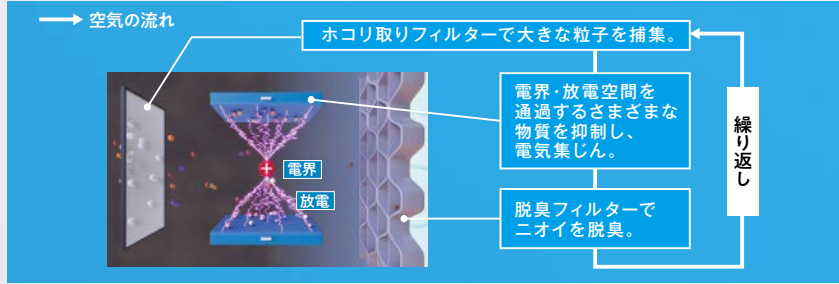 空気の流れ
ホコリ取りフィルターで大きな粒子を捕集。
電界・放電空間を
通過するさまざまな
物質を抑制し、
電気集じん。
繰り返し
電界
放電
脱臭フィルターで
ニオイを脱臭。